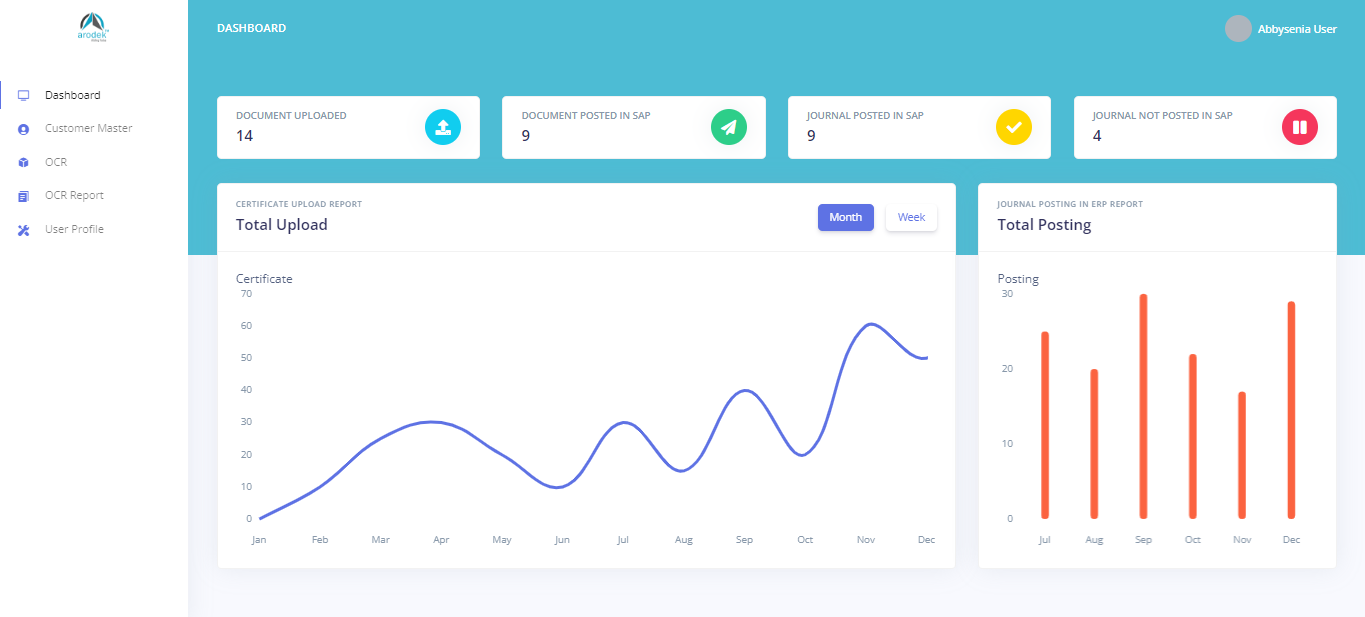 arodek
Dashboard
Customer Master
OCR
OCR Report
User Profile
DASHBOARD
Abbysenia User
DOCUMENT UPLOADED
14
DOCUMENT POSTED IN SAP
9
JOURNAL POSTED IN SAP
9
JOURNAL NOT POSTED IN SAP
4
CERTIFICATE UPLOAD REPORT
Total Upload
Month Week
Certificate
70
60
50
40
30
20
10
0
Jan Feb Mar Apr May Jun Jul Aug Sep Oct Nov Dec
JOURNAL POSTING IN ERP REPORT
Total Posting
Posting
30
20
10
0
Jul Aug Sep Oct Nov Dec